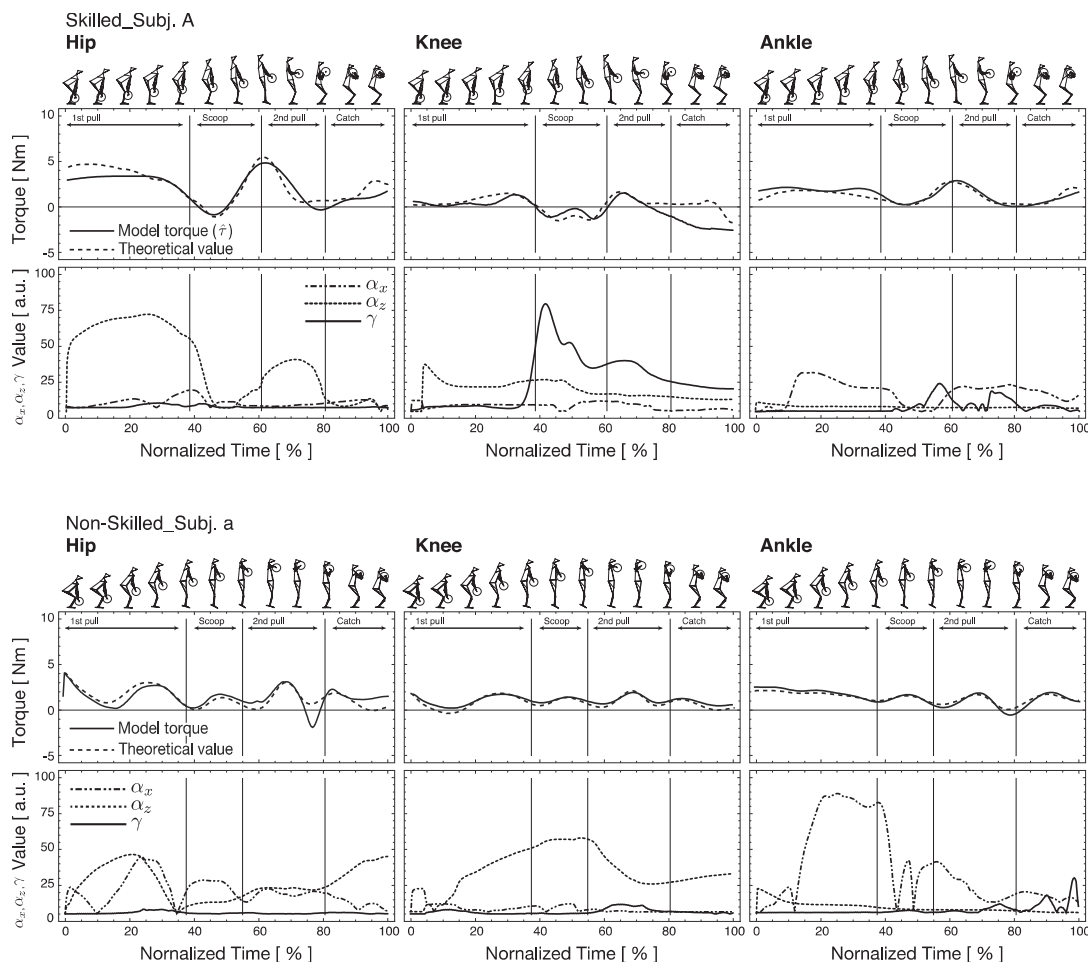 Skilled_Subj. A
Hip Knee Ankle
1st pull Scoop 2nd pull Catch 1st pull Scoop 2nd pull Catch 1st pull Scoop 2nd pull Catch
Torque [ Nm ]
10
5
0
-5
Model torque (τ̂)
Theoretical value
αx, αz, γ Value [ a.u. ]
100
75
50
25
0
αx
αz
γ
0 20 40 60 80 100 0 20 40 60 80 100 0 20 40 60 80 100
Nornalized Time [ % ] Nornalized Time [ % ] Nornalized Time [ % ]
Non-Skilled_Subj. a
Hip Knee Ankle
1st pull Scoop 2nd pull Catch 1st pull Scoop 2nd pull Catch 1st pull Scoop 2nd pull Catch
Torque [ Nm ]
10
5
0
-5
Model torque
Theoretical value
αx, αz, γ Value [ a.u. ]
100
75
50
25
0
αx
αz
γ
0 20 40 60 80 100 0 20 40 60 80 100 0 20 40 60 80 100
Normalized Time [ % ] Normalized Time [ % ] Normalized Time [ % ]